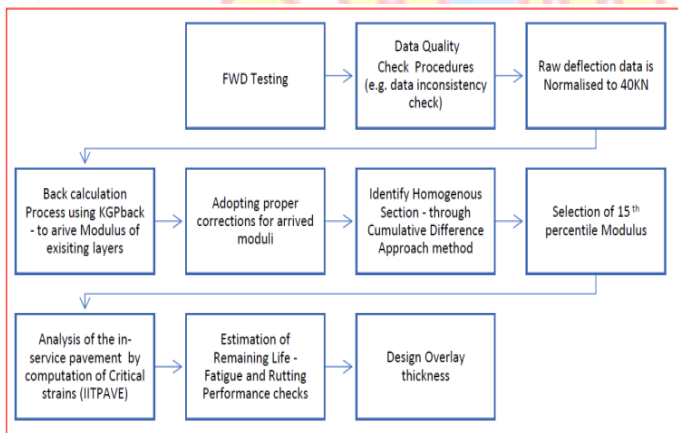 FWD Testing
Data Quality
Check Procedures
(e.g. data inconsistency
check)
Raw deflection data is
Normalised to 40KN
Back calculation
Process using KGPback
- to arive Modulus of
exisiting layers
Adopting proper
corrections for arrived
moduli
Identify Homogenous
Section - through
Cumulative Difference
Approach method
Selection of 15th
percentile Modulus
Analysis of the in-
service pavement by
computation of Critical
strains (IITPAVE)
Estimation of
Remaining Life -
Fatigue and Rutting
Performance checks
Design Overlay
thickness